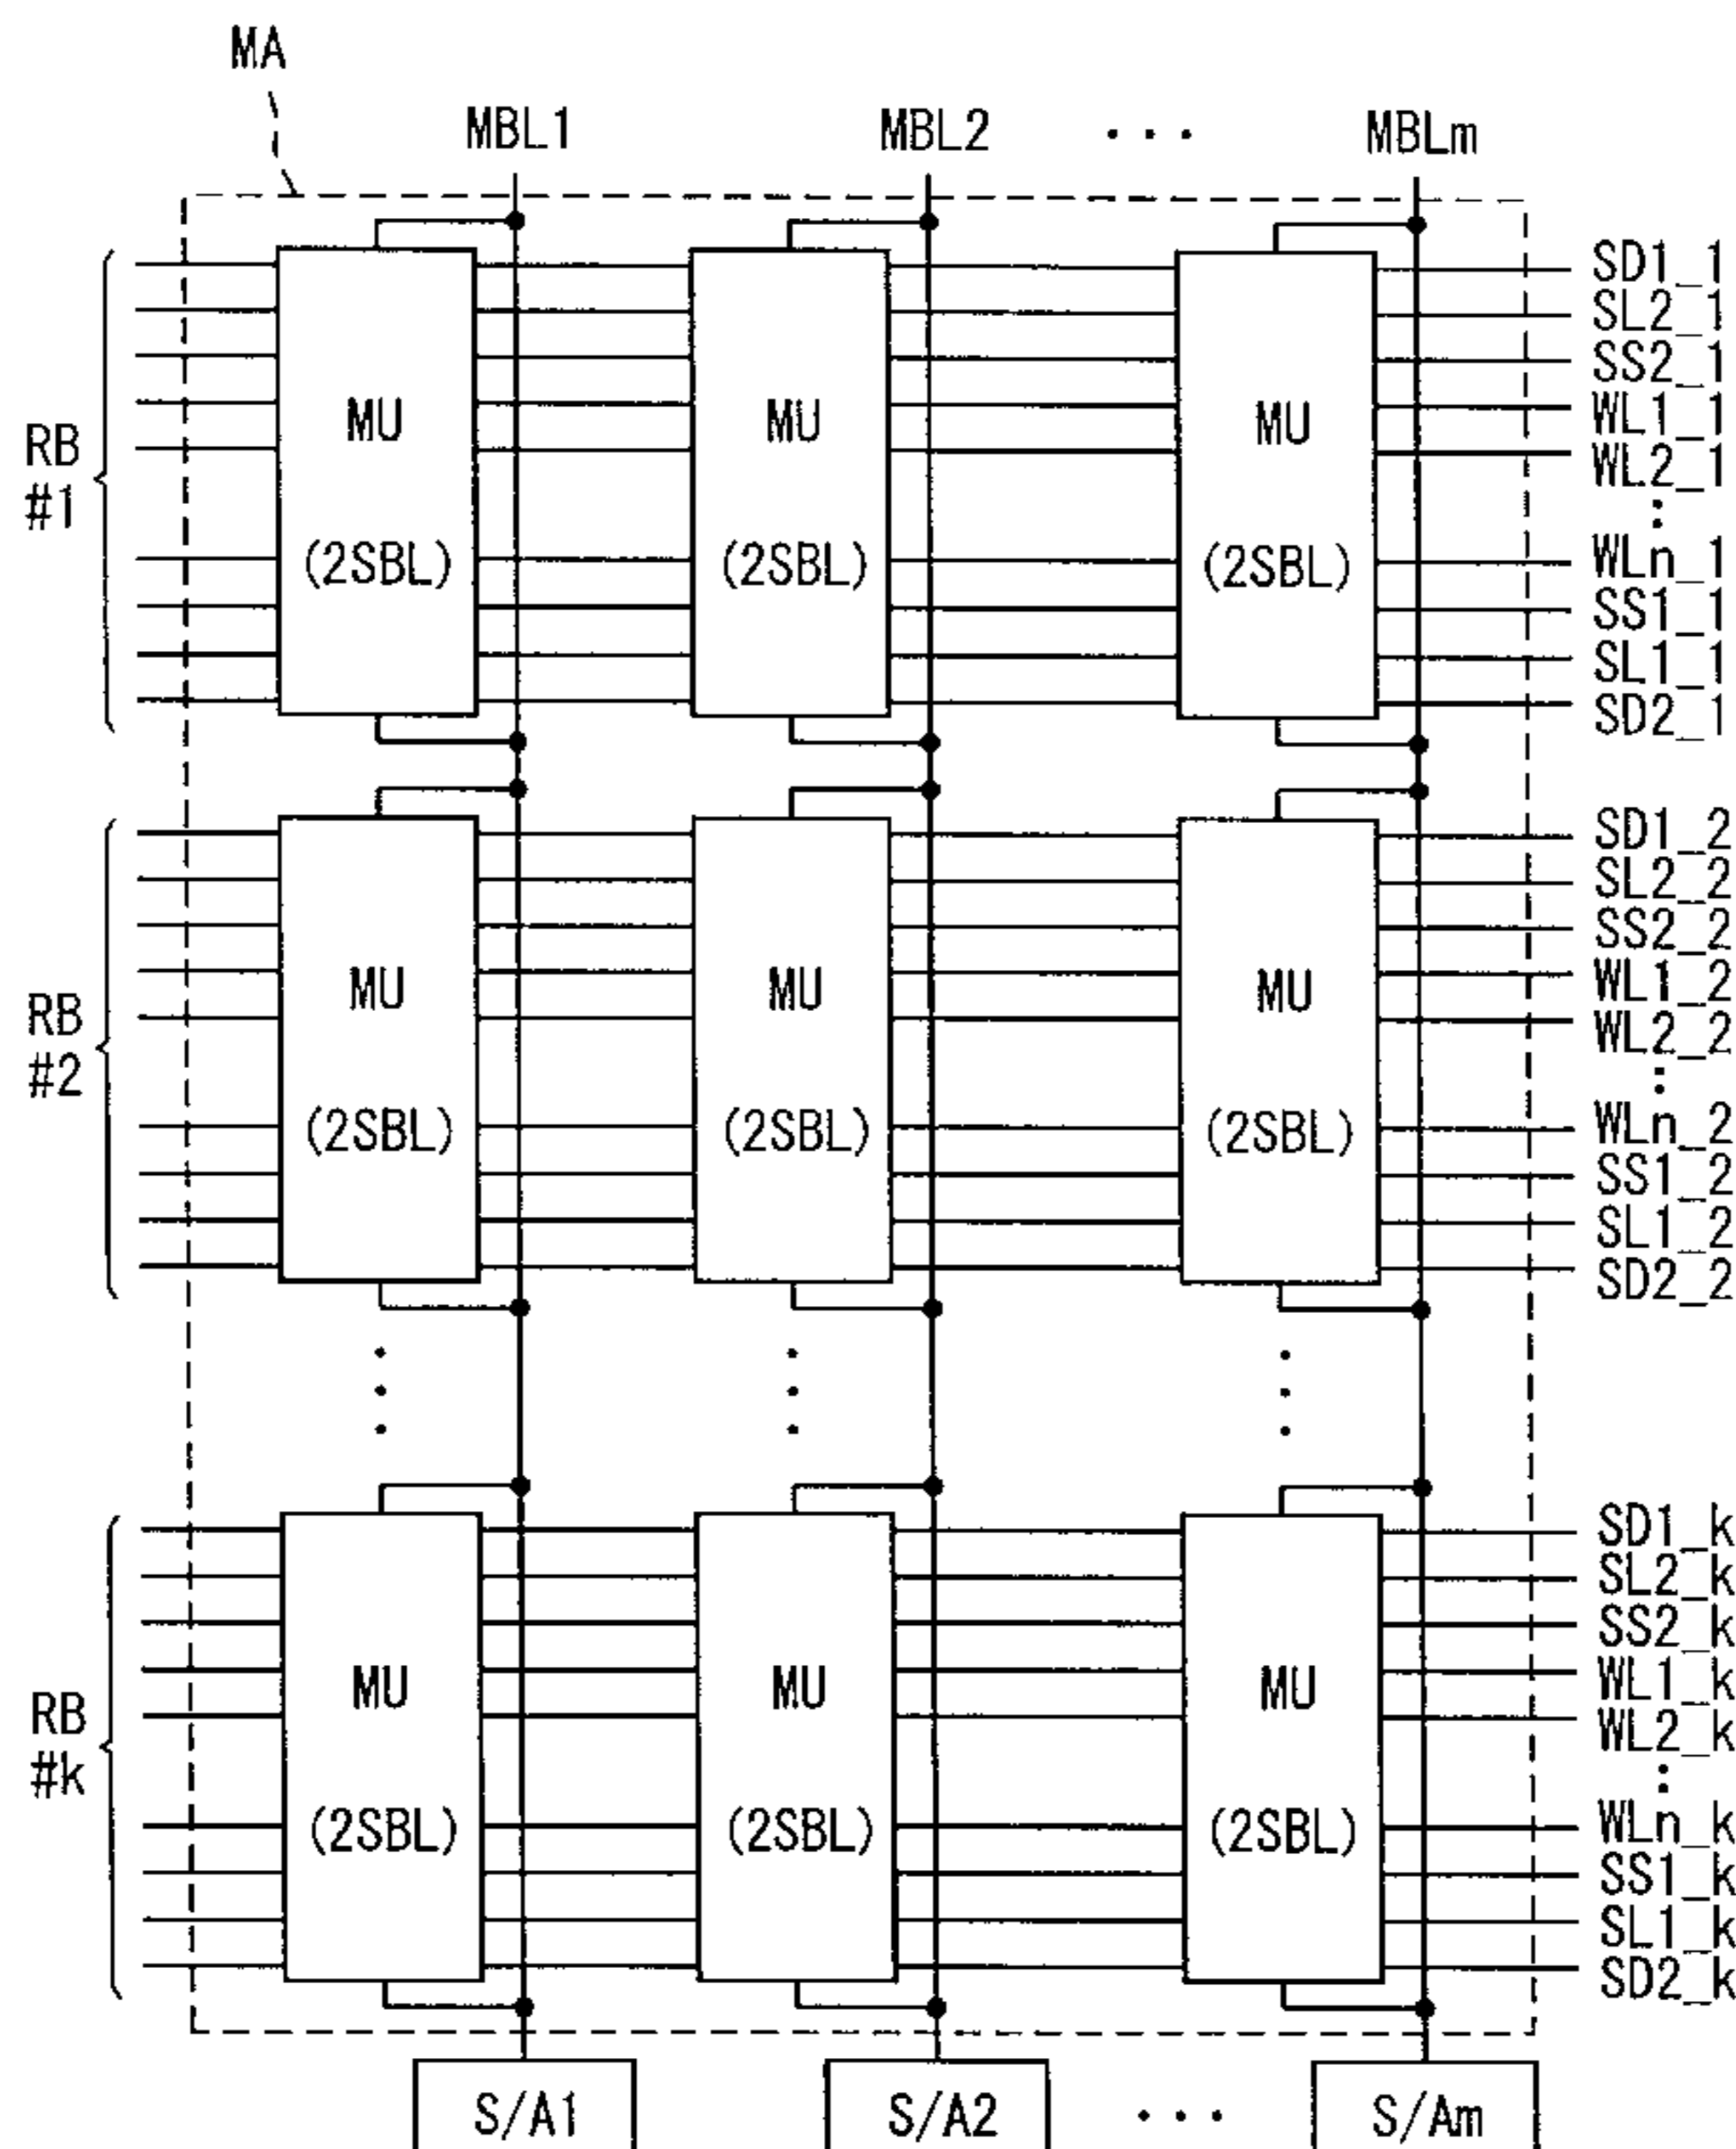 MA
MBL1 MBL2 ... MBLm
SD1_1
SL2_1
SS2_1
MU MU MU WL1_1
RB WL2_1
#1
(2SBL) (2SBL) (2SBL) WLn_1
SS1_1
SL1_1
SD2_1
SD1_2
SL2_2
SS2_2
MU MU MU WL1_2
RB WL2_2
#2
(2SBL) (2SBL) (2SBL) WLn_2
SS1_2
SL1_2
SD2_2
SD1_k
SL2_k
SS2_k
MU MU MU WL1_k
RB WL2_k
#k
(2SBL) (2SBL) (2SBL) WLn_k
SS1_k
SL1_k
SD2_k
S/A1 S/A2 ... S/Am